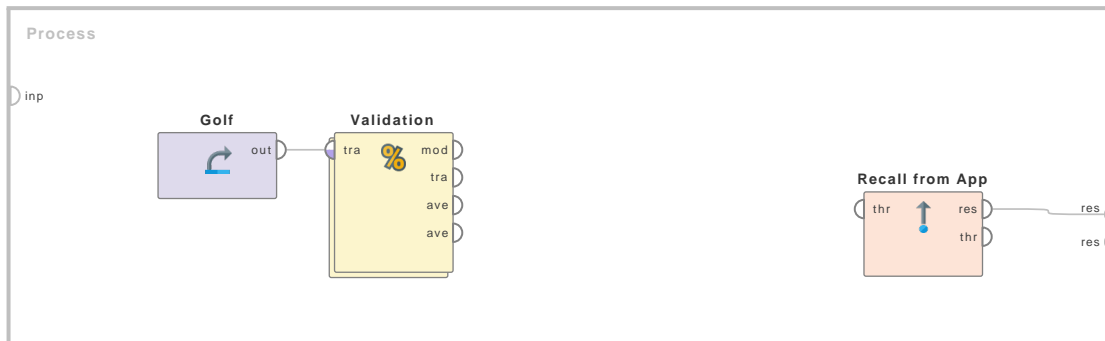 Process
inp
Golf
out
Validation
tra
mod
tra
ave
ave
Recall from App
thr
res
thr
res
res